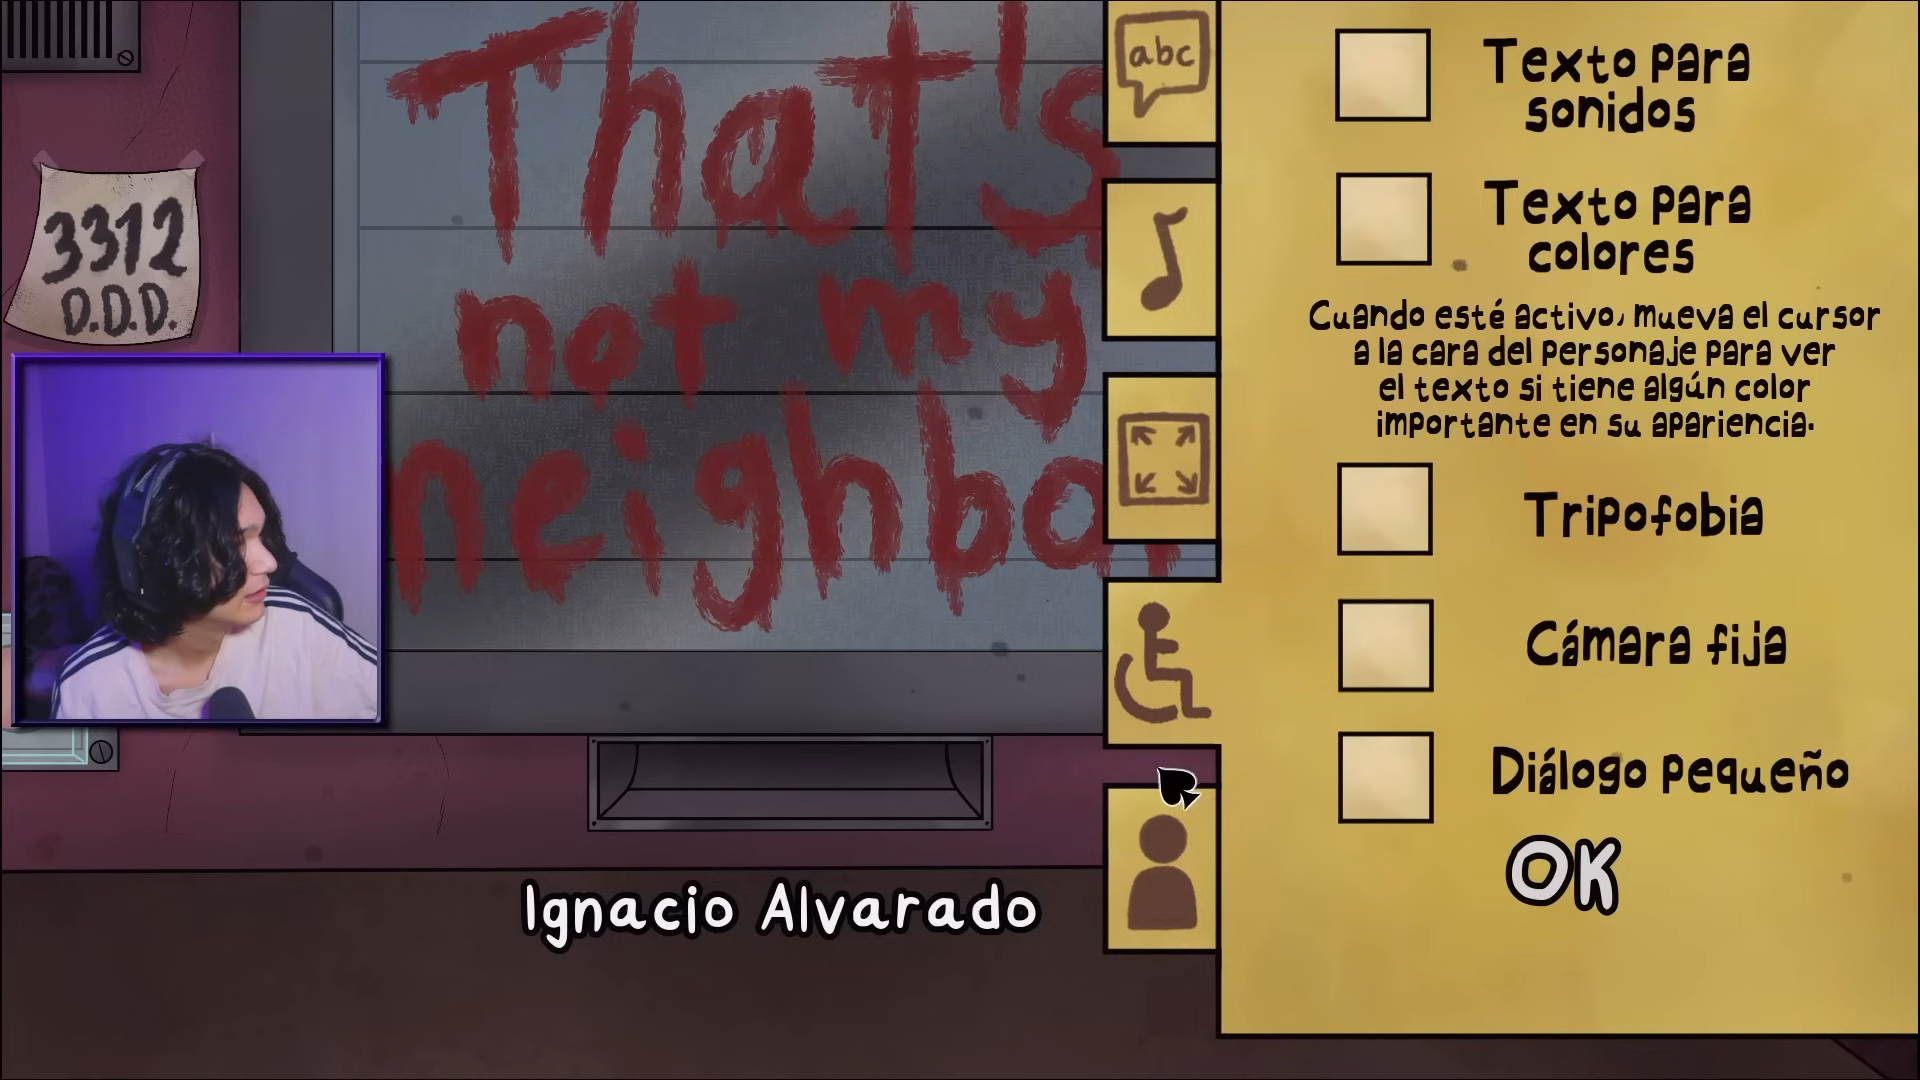 That's
not my
neighbor
3312
D.D.D.
abc
Texto para
sonidos
Texto para
colores
Cuando esté activo, mueva el cursor
a la cara del personaje para ver
el texto si tiene algún color
importante en su apariencia.
Tripofobia
Cámara fija
Diálogo pequeño
OK
Ignacio Alvarado